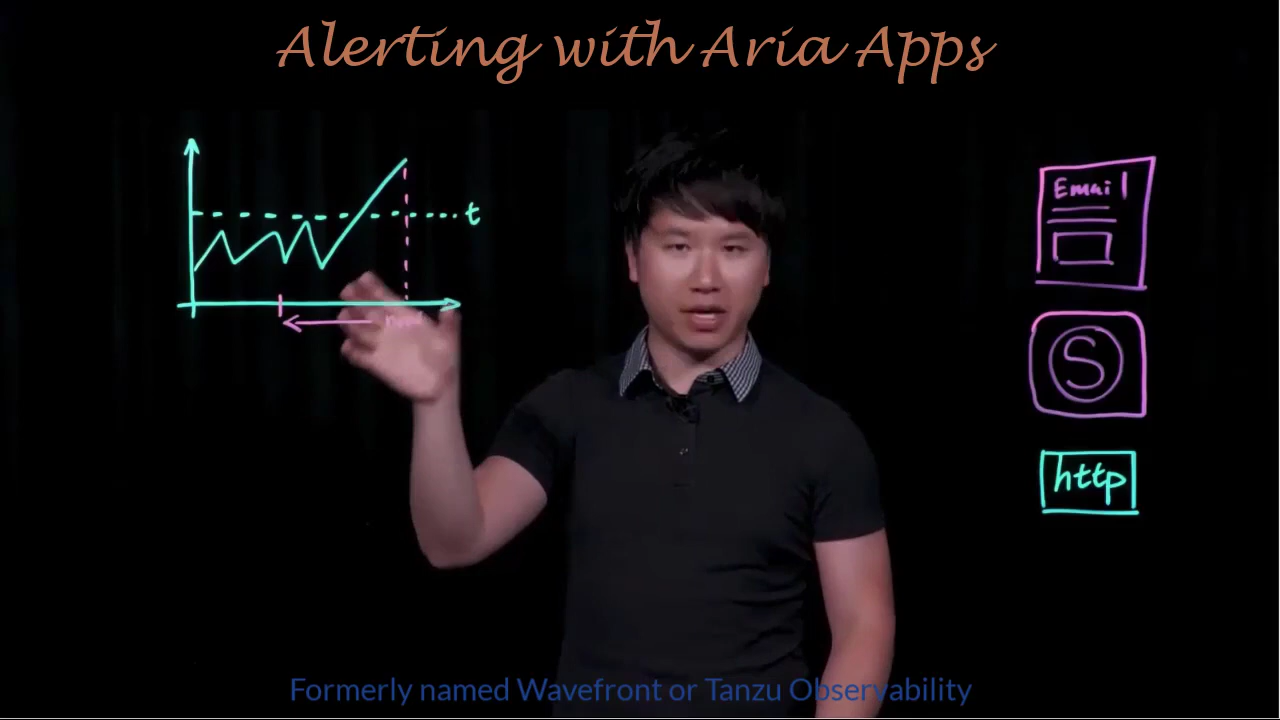 Alerting with Aria Apps
t
Email
S
http
Formerly named Wavefront or Tanzu Observability